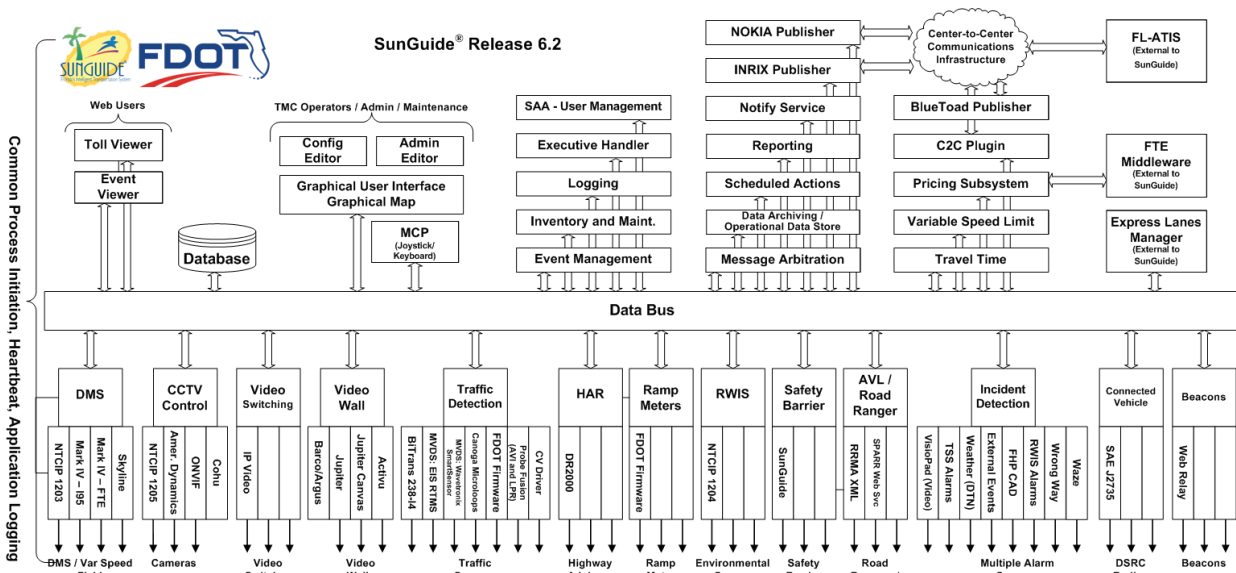 SunGuide® Release 6.2
SUNGUIDE
FDOT
Web Users
Toll Viewer
Event
Viewer
Database
TMC Operators / Admin / Maintenance
Config
Editor
Admin
Editor
Graphical User Interface
Graphical Map
MCP
(Joystick/
Keyboard)
SAA - User Management
Executive Handler
Logging
Inventory and Maint.
Event Management
NOKIA Publisher
INRIX Publisher
Notify Service
Reporting
Scheduled Actions
Data Archiving /
Operational Data Store
Message Arbitration
Center-to-Center
Communications
Infrastructure
BlueToad Publisher
C2C Plugin
Pricing Subsystem
Variable Speed Limit
Travel Time
FL-ATIS
(External to
SunGuide)
FTE
Middleware
(External to
SunGuide)
Express Lanes
Manager
(External to
SunGuide)
Common Process Initiation, Heartbeat, Application Logging
Data Bus
DMS
NTCIP 1203
Mark IV – I95
Mark IV – FTE
Skyline
DMS / Var Speed
CCTV
Control
NTCIP 1205
Amer. Dynamics
ONVIF
Cohu
Cameras
Video
Switching
IP Video
Video
Video
Wall
Barco/Argus
Jupiter
Jupiter Canvas
Activu
Video
Traffic
Detection
BiTrans 238-I4
MVDS: EIS RTMS
MVDS: Wavetronix
SmartSensor
Canoga Microloops
FDOT Firmware
Probe Fusion
(AVI and LPR)
CV Driver
Traffic
HAR
DR2000
Highway
Ramp
Meters
FDOT Firmware
Ramp
RWIS
NTCIP 1204
Environmental
Safety
Barrier
SunGuide
Safety
AVL /
Road
Ranger
RRMA XML
SPARR Web Svc
Road
Incident
Detection
VisioPad (Video)
TSS Alarms
Weather (DTN)
External Events
FHP CAD
RWIS Alarms
Wrong Way
Waze
Multiple Alarm
Connected
Vehicle
SAE J2735
DSRC
Beacons
Web Relay
Beacons